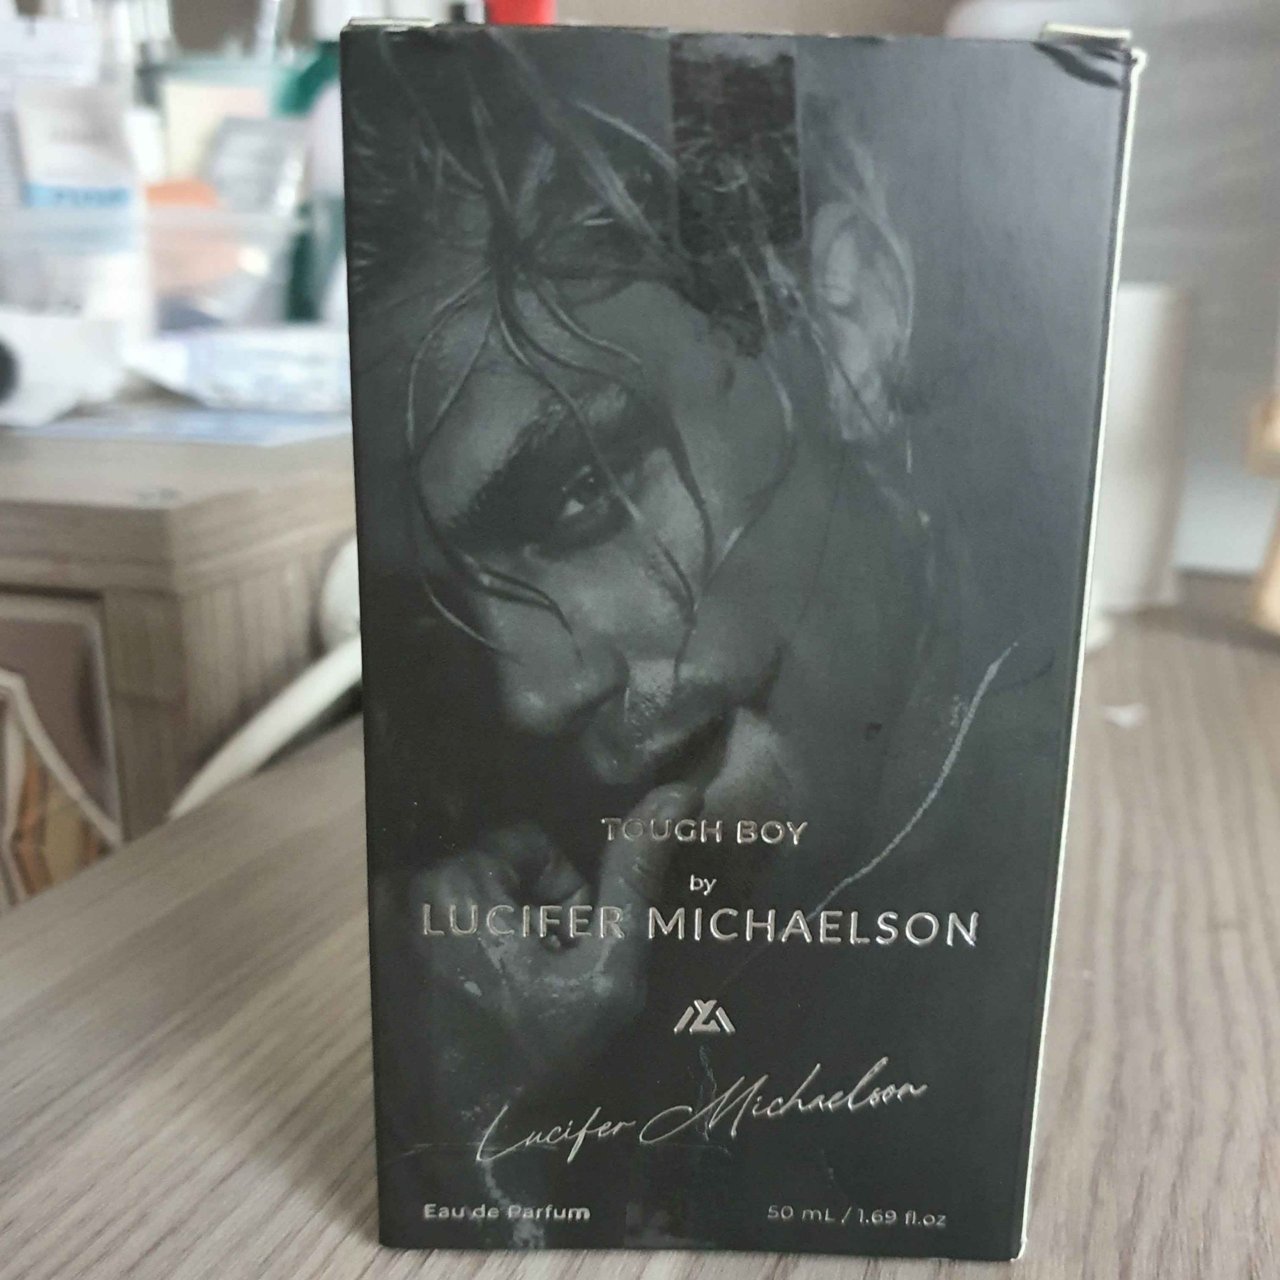 TOUGH BOY
by
LUCIFER MICHAELSON
Lucifer Michaelson
Eau de Parfum
50 mL / 1.69 fl.oz